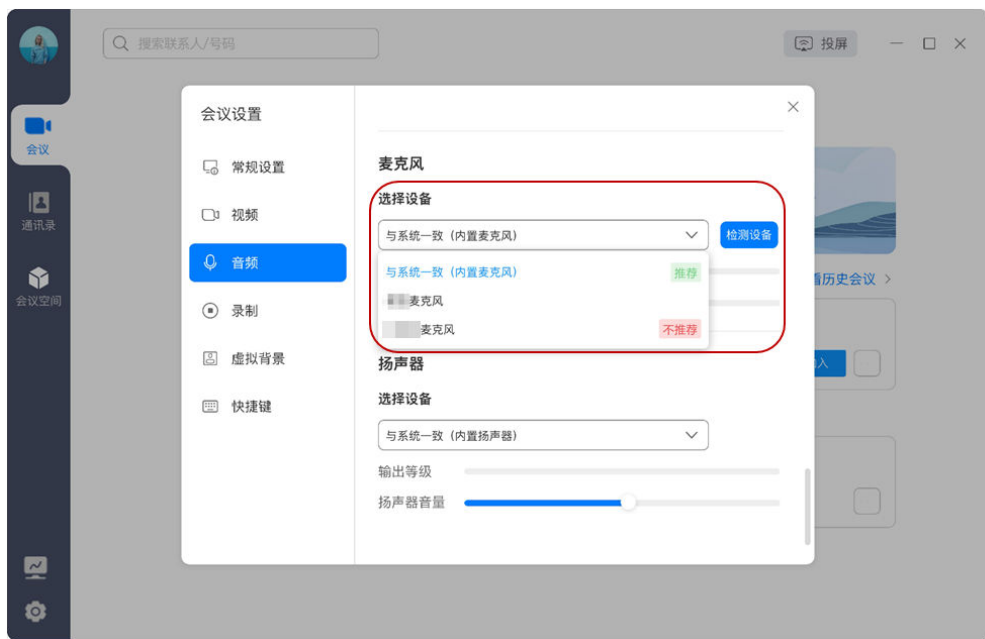 搜索联系人/号码
投屏
会议
通讯录
会议空间
会议设置
常规设置
视频
音频
录制
虚拟背景
快捷键
麦克风
选择设备
与系统一致（内置麦克风）
检测设备
与系统一致（内置麦克风）
推荐
麦克风
麦克风
不推荐
扬声器
选择设备
与系统一致（内置扬声器）
输出等级
扬声器音量
历史会议 >
入